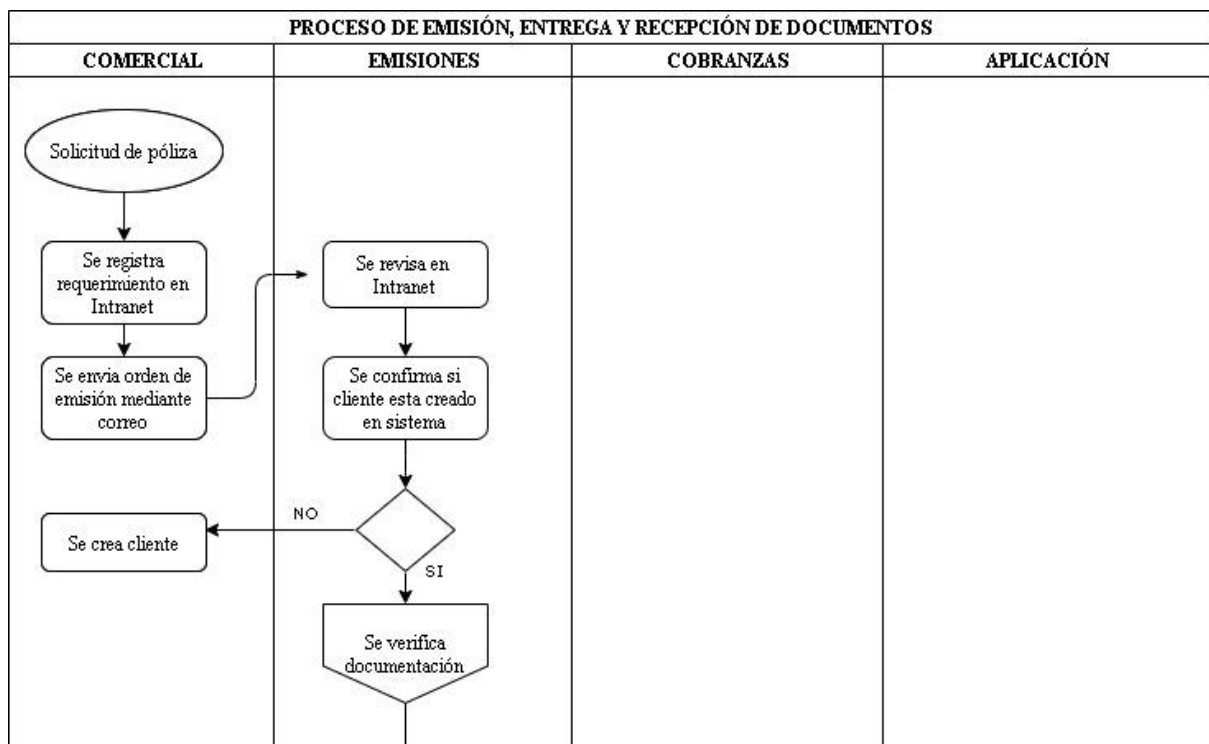 PROCESO DE EMISIÓN, ENTREGA Y RECEPCIÓN DE DOCUMENTOS
COMERCIAL
EMISIONES
COBRANZAS
APLICACIÓN
Solicitud de póliza
Se registra
requerimiento en
Intranet
Se revisa en
Intranet
Se envia orden de
emisión mediante
correo
Se confirma si
cliente esta creado
en sistema
NO
Se crea cliente
SI
Se verifica
documentación